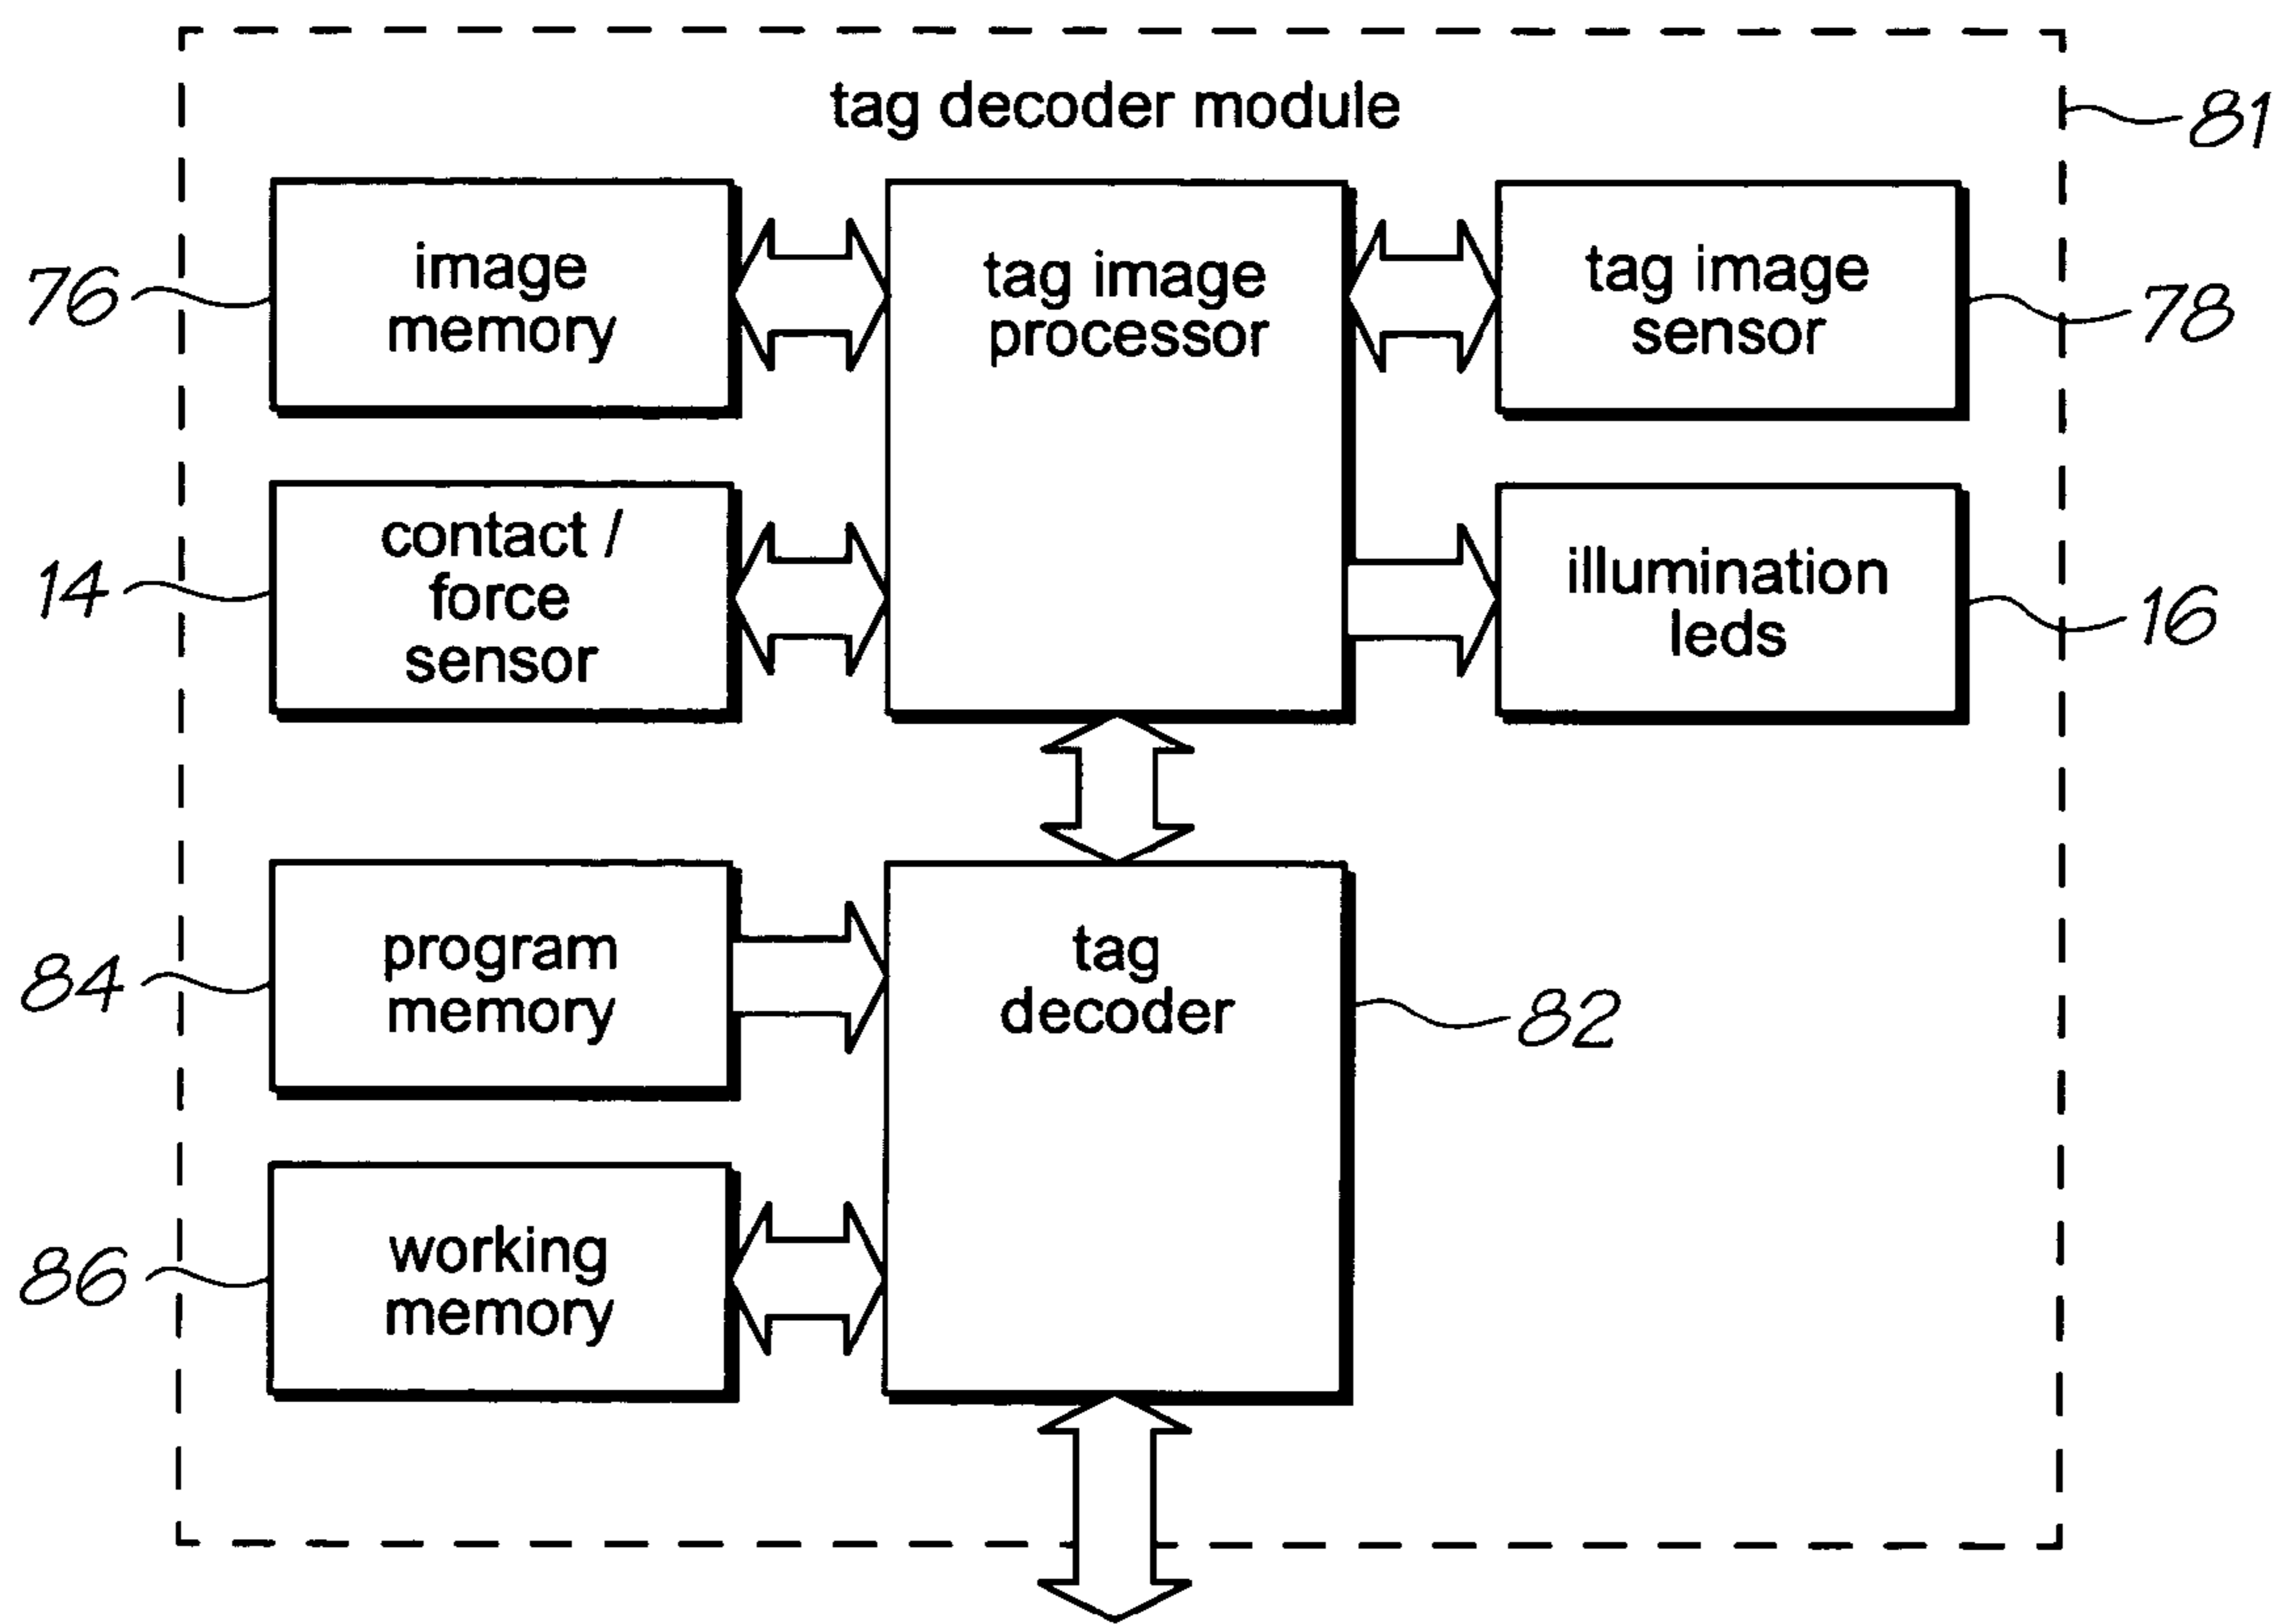 tag decoder module
81
76
image
memory
tag image
processor
tag image
sensor
78
14
contact /
force
sensor
illumination
leds
16
84
program
memory
tag
decoder
82
86
working
memory